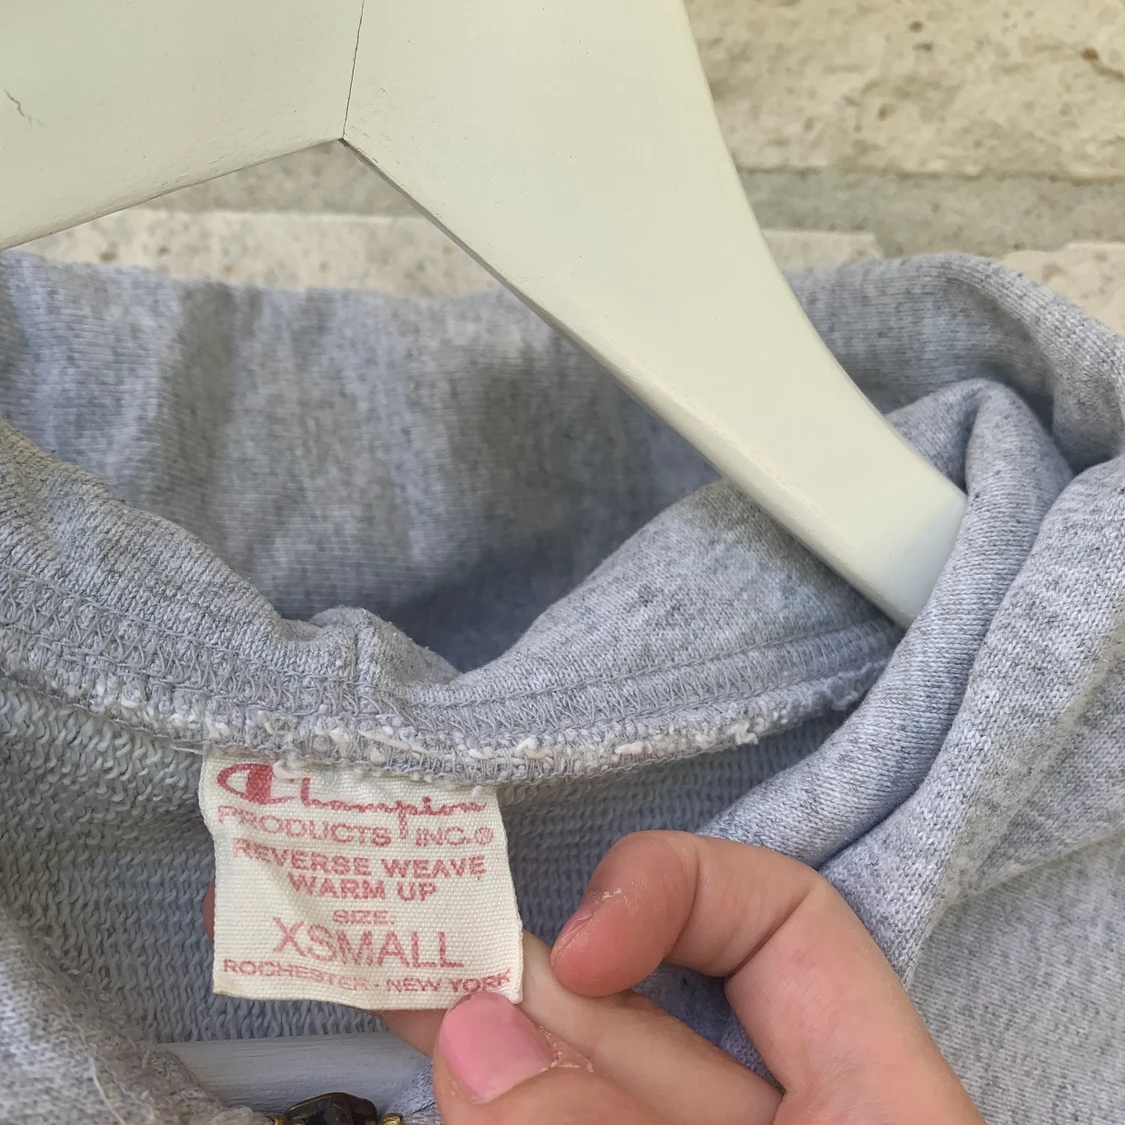 Champion
PRODUCTS INC.®
REVERSE WEAVE
WARM UP
SIZE:
XSMALL
ROCHESTER - NEW YORK